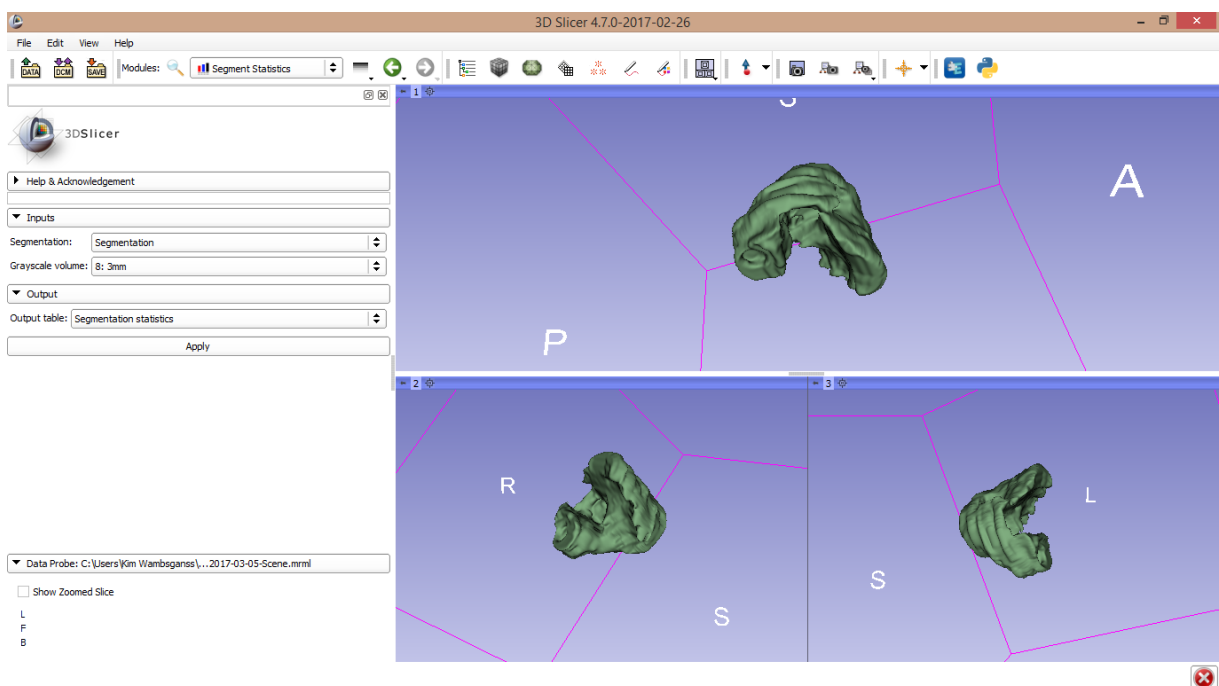 3D Slicer 4.7.0-2017-02-26
File Edit View Help
DATA DCM SAVE Modules: Segment Statistics
1
3DSlicer
Help & Acknowledgement
Inputs
Segmentation: Segmentation
Grayscale volume: 8: 3mm
Output
Output table: Segmentation statistics
Apply
S
A
P
2
3
R
S
L
S
Data Probe: C:\Users\Kim Wambsganss\...2017-03-05-Scene.mrml
Show Zoomed Slice
L
F
B